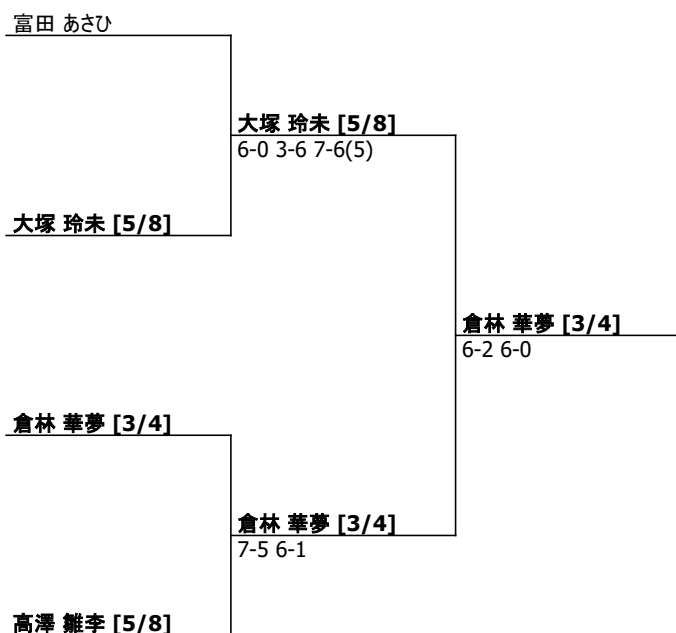 富田 あさひ
大塚 玲未 [5/8]
6-0 3-6 7-6(5)
大塚 玲未 [5/8]
倉林 華夢 [3/4]
6-2 6-0
倉林 華夢 [3/4]
倉林 華夢 [3/4]
7-5 6-1
高澤 雛李 [5/8]